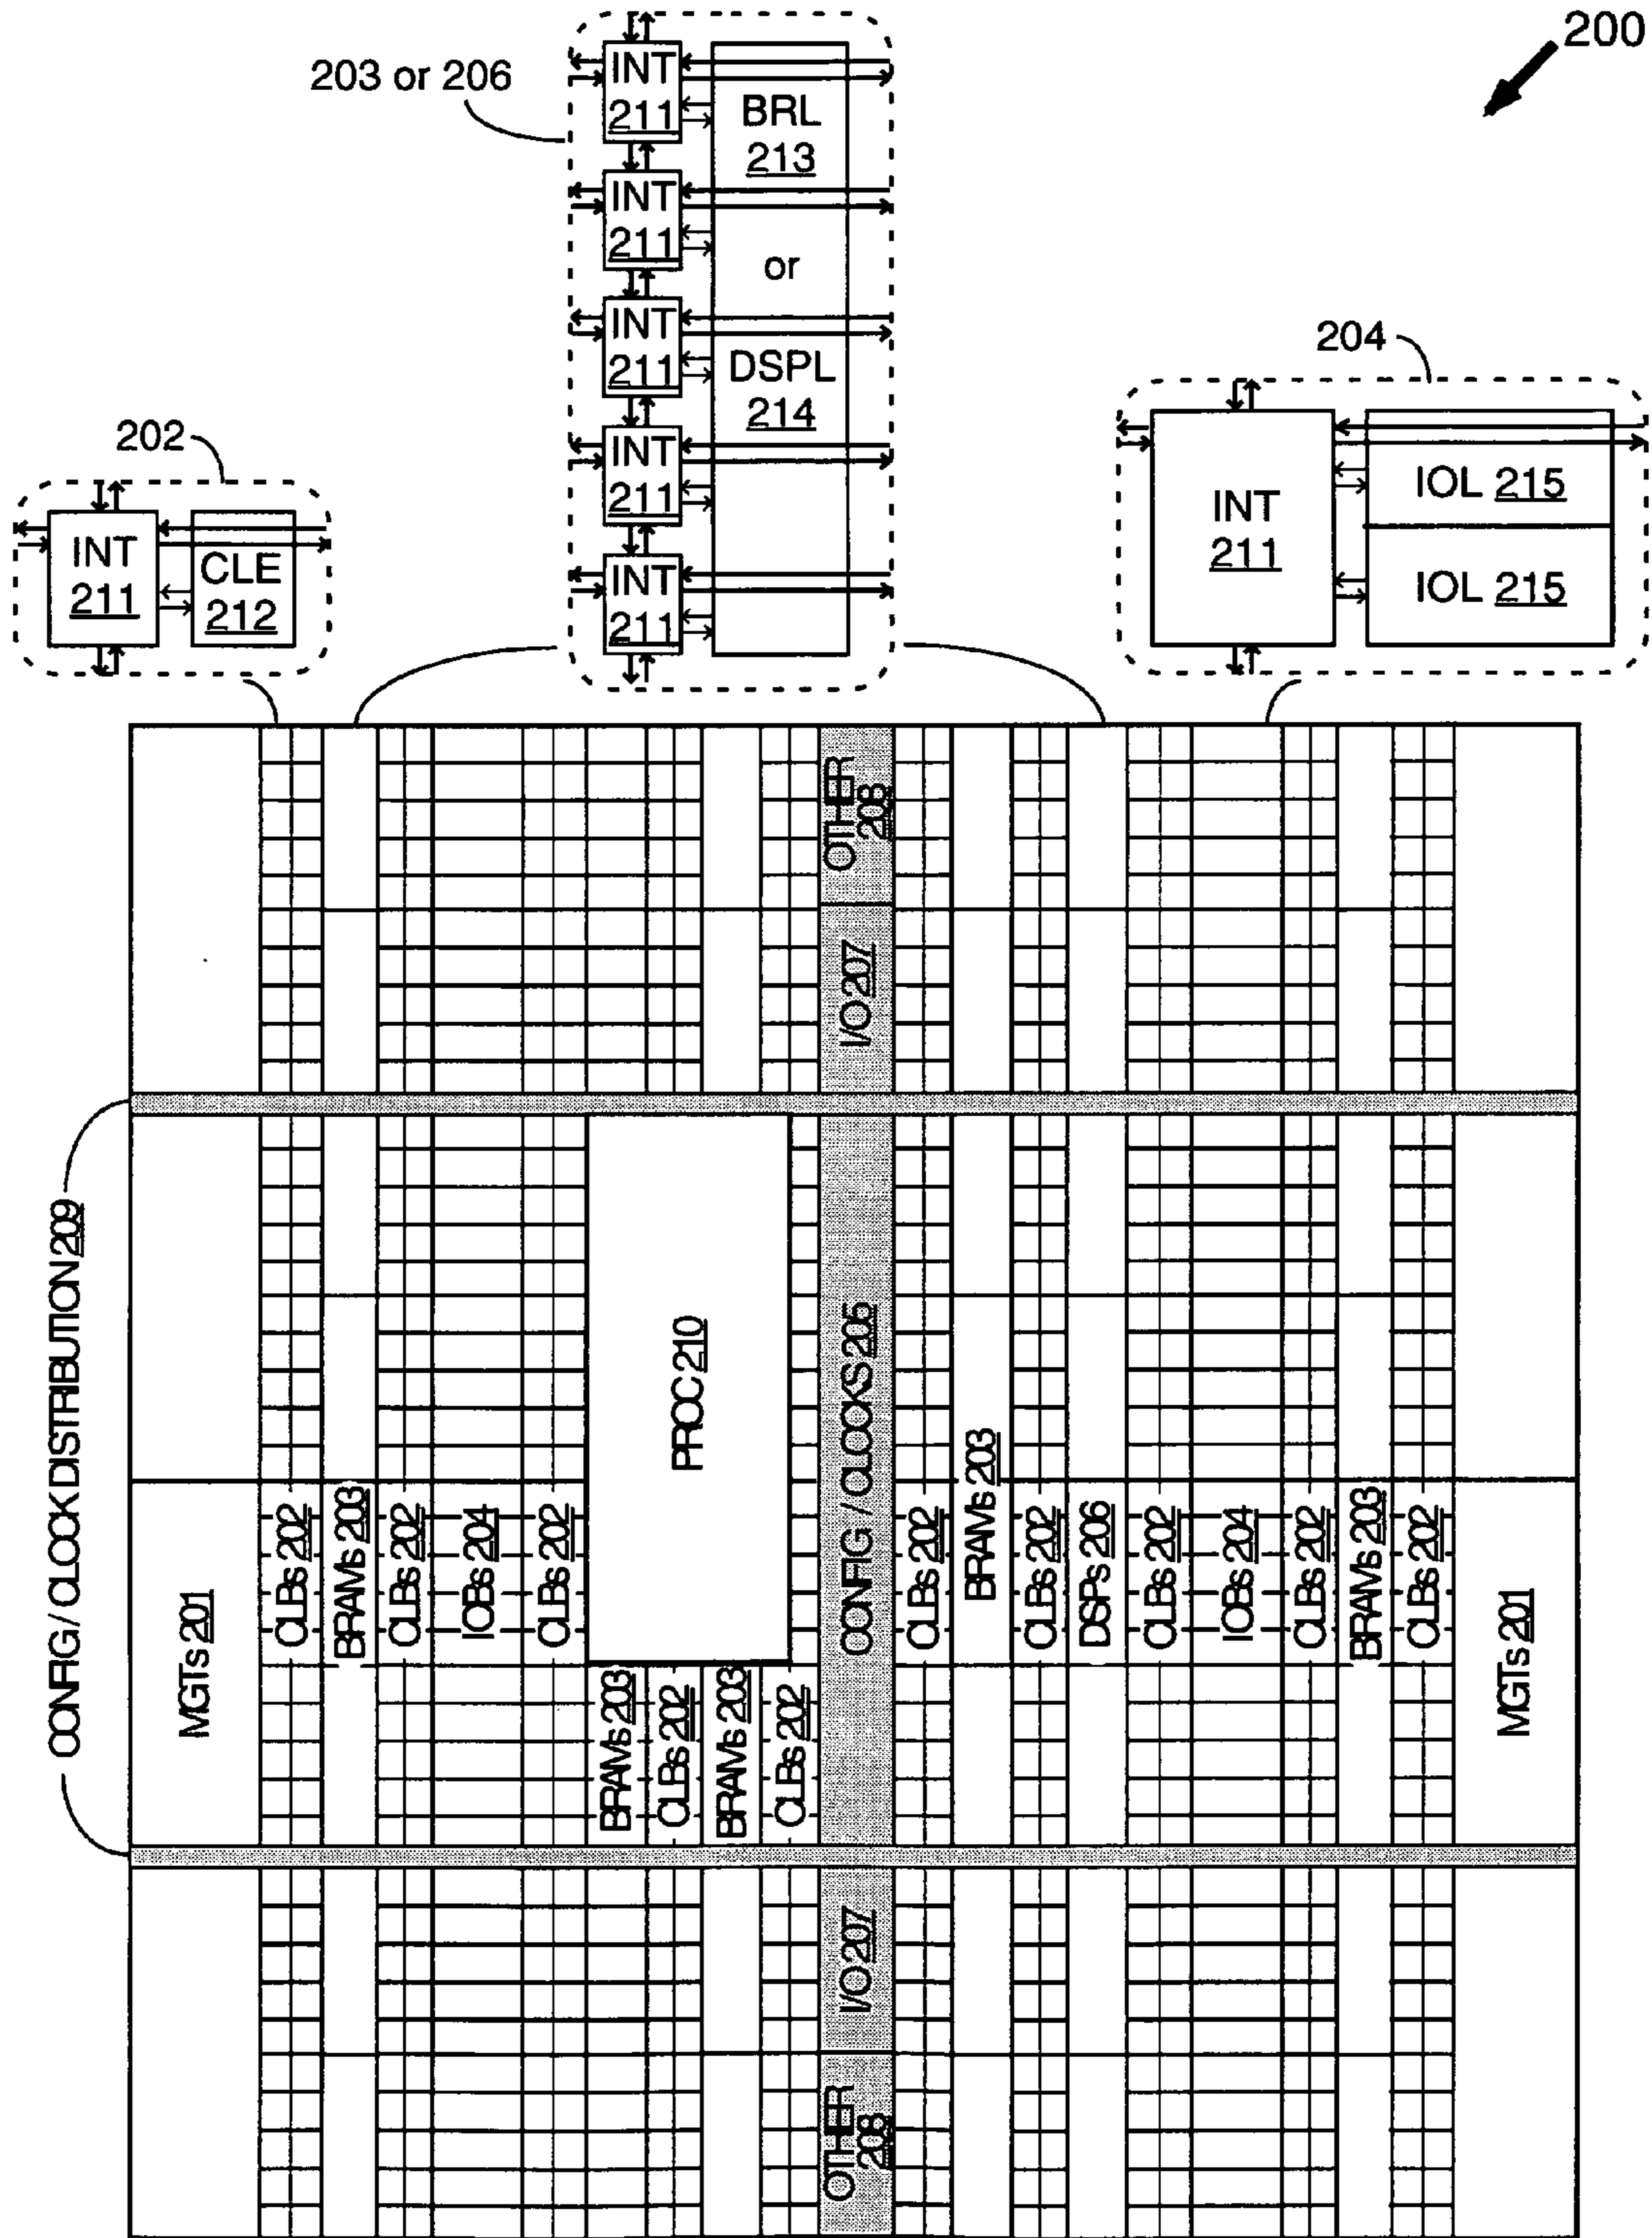 200
203 or 206
INT
211
INT
211
INT
211
INT
211
INT
211
BRL
213
or
DSPL
214
204
INT
211
IOL 215
IOL 215
202
INT
211
CLE
212
OTHER
208
I/O 207
CONFIG / CLOCK DISTRIBUTION 209
PROC 210
CONFIG / CLOCKS 205
MGTs 201
CLBs 202
BRAMs 203
CLBs 202
IOBs 204
CLBs 202
BRAMs 203
CLBs 202
BRAMs 203
CLBs 202
CLBs 202
BRAMs 203
CLBs 202
DSPs 206
CLBs 202
IOBs 204
CLBs 202
BRAMs 203
CLBs 202
MGTs 201
I/O 207
OTHER
208